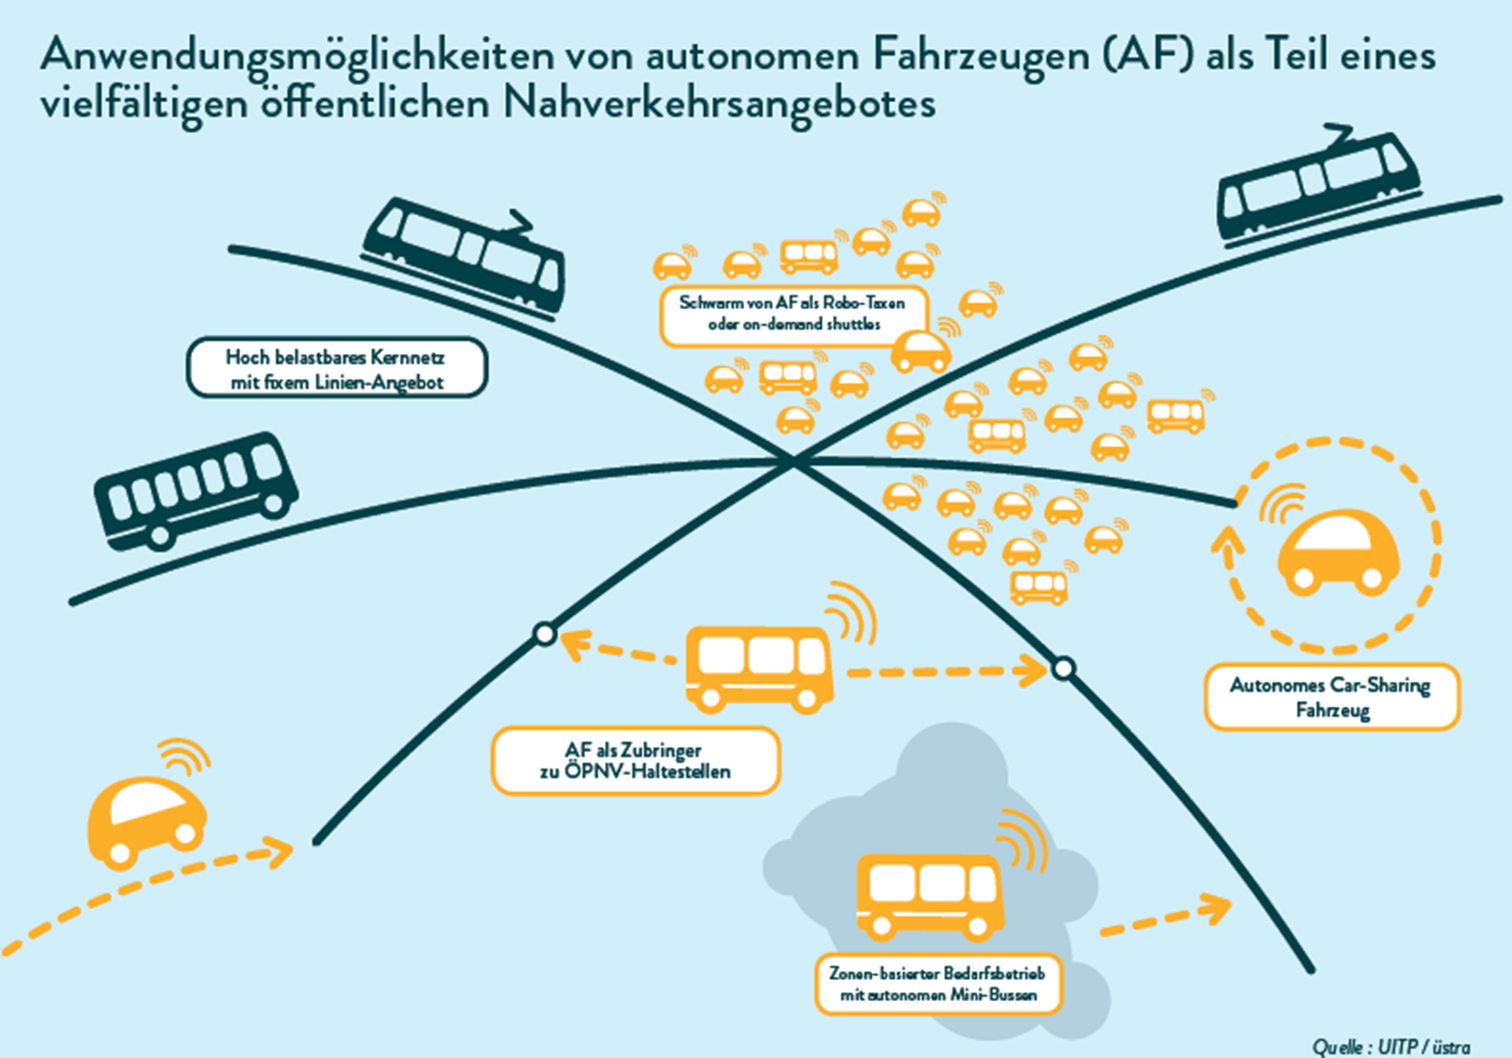 Anwendungsmöglichkeiten von autonomen Fahrzeugen (AF) als Teil eines
vielfältigen öffentlichen Nahverkehrsangebotes
Schwarm von AF als Robo-Taxen
oder on-demand shuttles
Hoch belastbares Kernnetz
mit fixem Linien-Angebot
Autonomes Car-Sharing
Fahrzeug
AF als Zubringer
zu ÖPNV-Haltestellen
Zonen-basierter Bedarfsbetrieb
mit autonomen Mini-Bussen
Quelle : UITP / üstra